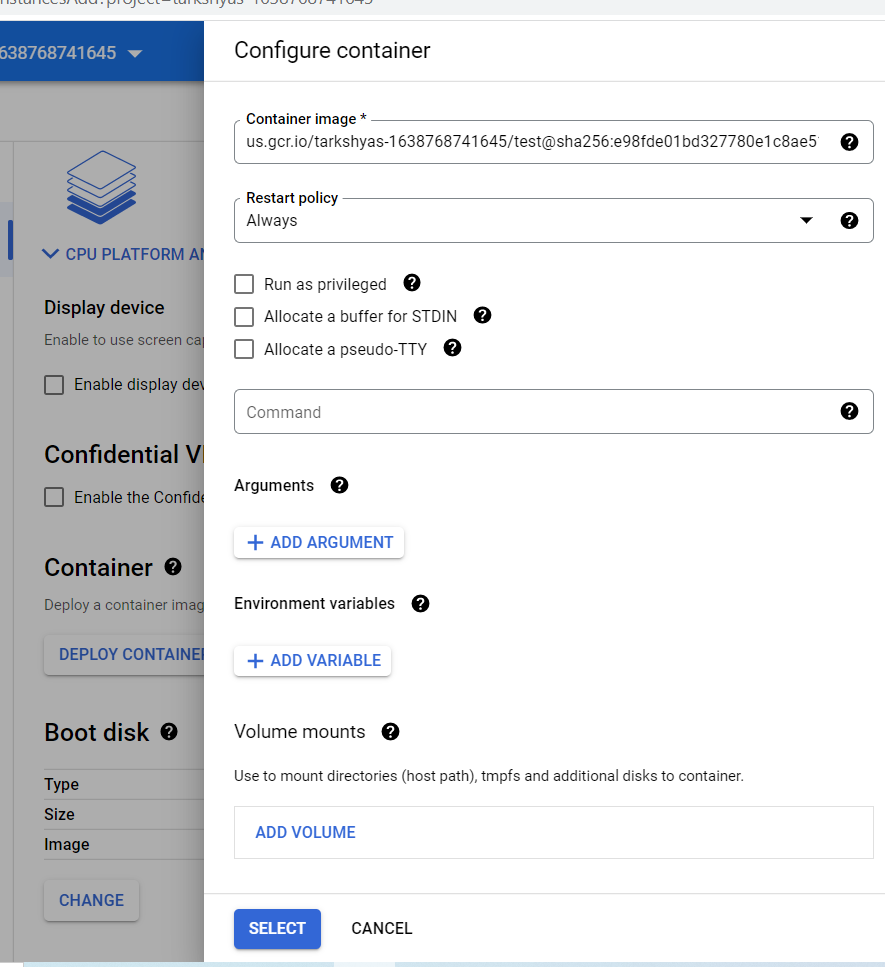 638768741645
Configure container
Container image *
us.gcr.io/tarkshyas-1638768741645/test@sha256:e98fde01bd327780e1c8ae5
Restart policy
Always
CPU PLATFORM AN
Run as privileged
Allocate a buffer for STDIN
Allocate a pseudo-TTY
Display device
Enable to use screen cap
Enable display dev
Command
Confidential V
Arguments
Enable the Confide
ADD ARGUMENT
Container
Deploy a container imag
Environment variables
DEPLOY CONTAINER
ADD VARIABLE
Boot disk
Volume mounts
Use to mount directories (host path), tmpfs and additional disks to container.
Type
Size
Image
ADD VOLUME
CHANGE
SELECT
CANCEL